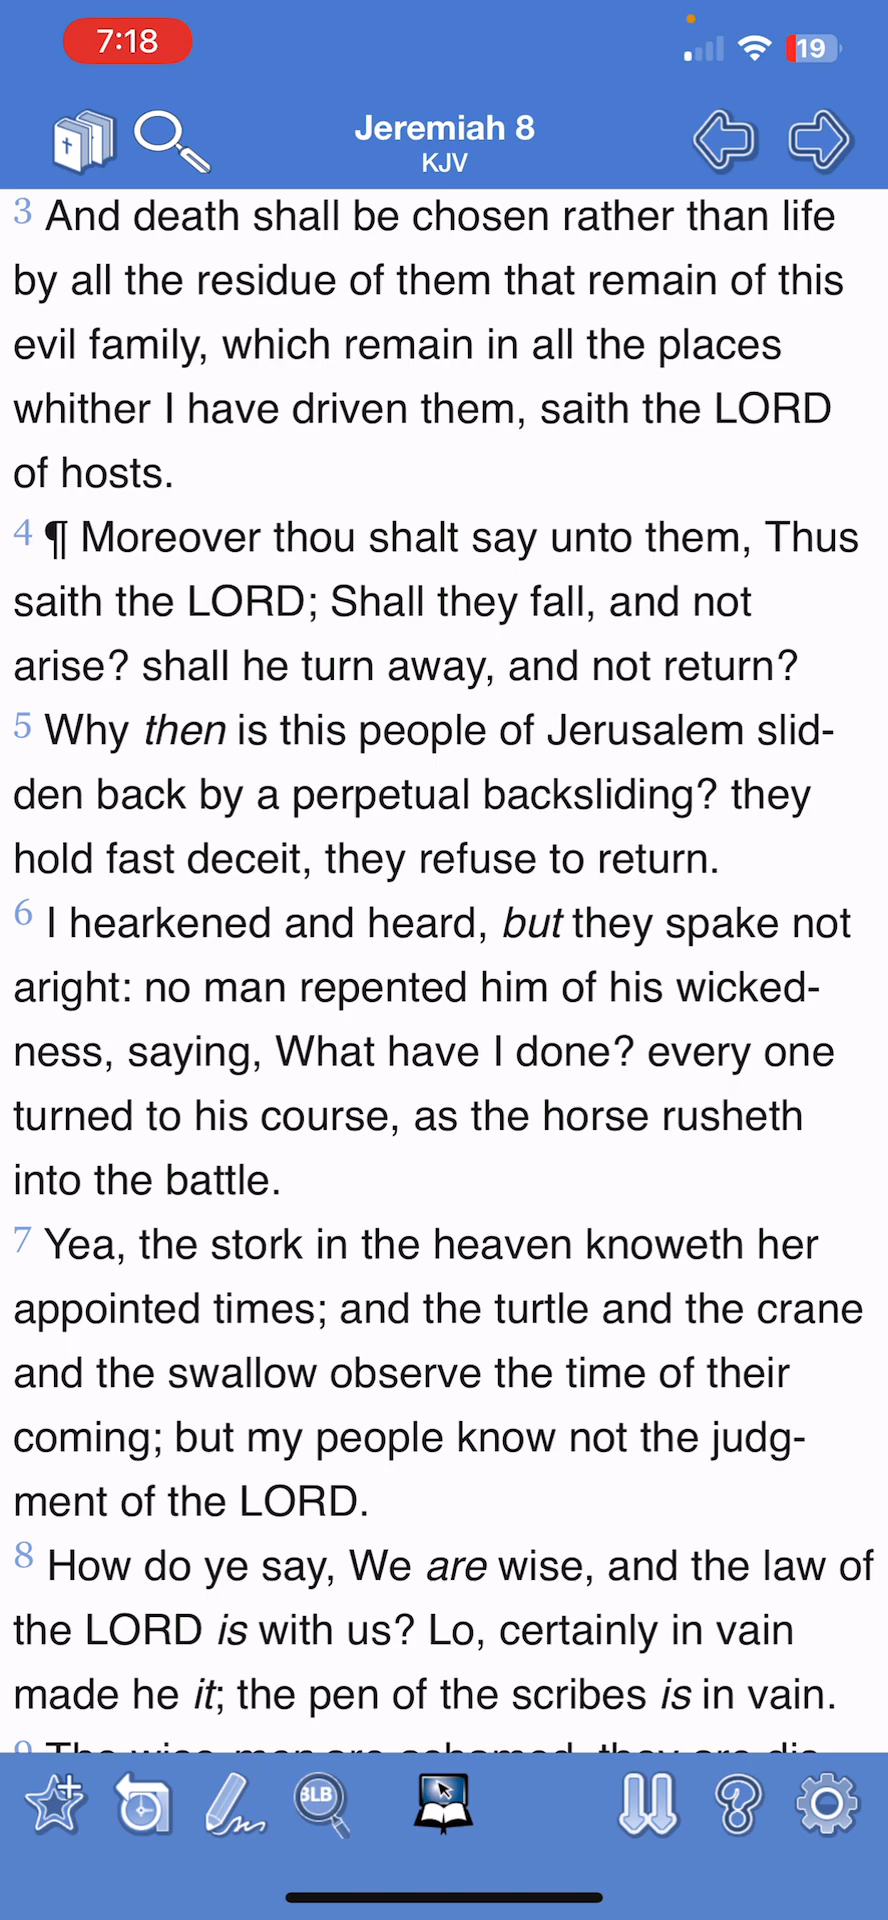 7:18
19
Jeremiah 8
KJV
3 And death shall be chosen rather than life
by all the residue of them that remain of this
evil family, which remain in all the places
whither I have driven them, saith the LORD
of hosts.
4 ¶ Moreover thou shalt say unto them, Thus
saith the LORD; Shall they fall, and not
arise? shall he turn away, and not return?
5 Why then is this people of Jerusalem slid-
den back by a perpetual backsliding? they
hold fast deceit, they refuse to return.
6 I hearkened and heard, but they spake not
aright: no man repented him of his wicked-
ness, saying, What have I done? every one
turned to his course, as the horse rusheth
into the battle.
7 Yea, the stork in the heaven knoweth her
appointed times; and the turtle and the crane
and the swallow observe the time of their
coming; but my people know not the judg-
ment of the LORD.
8 How do ye say, We are wise, and the law of
the LORD is with us? Lo, certainly in vain
made he it; the pen of the scribes is in vain.
9 The wise men are ashamed, they are dis-
BLB